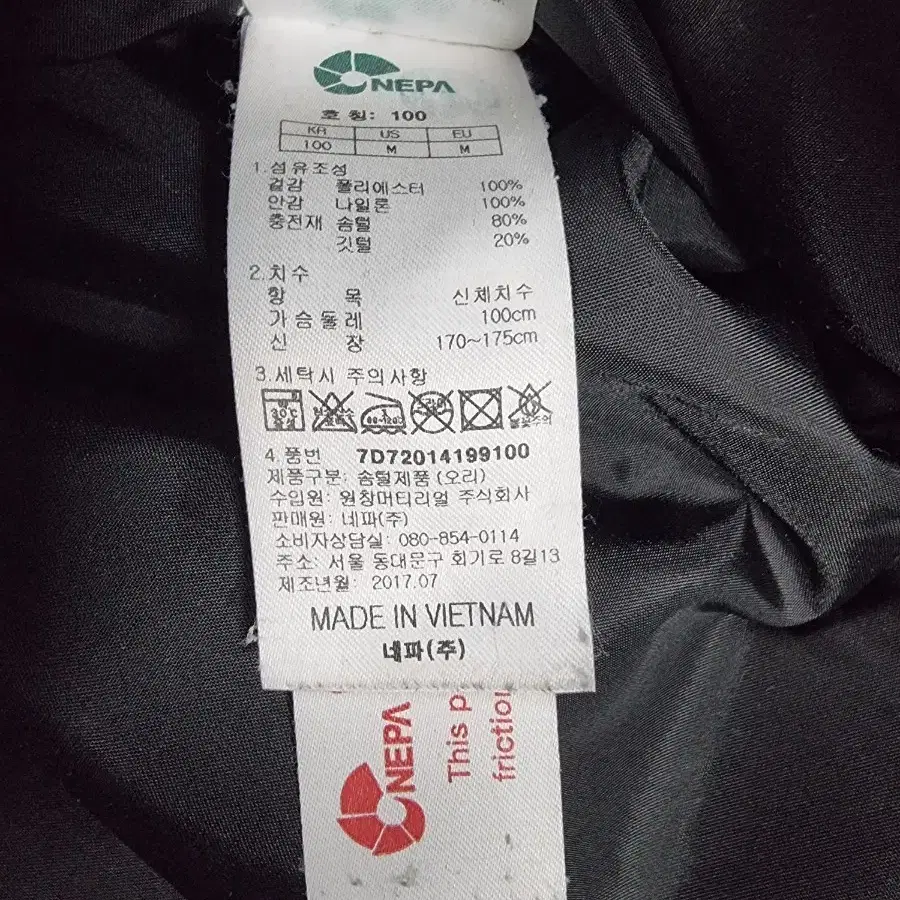 NEPA
호 칭: 100
KR US EU
100 M M
1.섬유조성
겉감 폴리에스터 100%
안감 나일론 100%
충전재 솜털 80%
깃털 20%
2.치수
항 목 신체치수
가슴둘레 100cm
신 장 170~175cm
3.세탁시 주의사항
30℃
4.품번 7D72014199100
제품구분: 솜털제품 (오리)
수입원: 원창머티리얼 주식회사
판매원: 네파(주)
소비자상담실: 080-854-0114
주소: 서울 동대문구 회기로 8길13
제조년월: 2017.07
MADE IN VIETNAM
네파(주)
NEPA
This p
friction